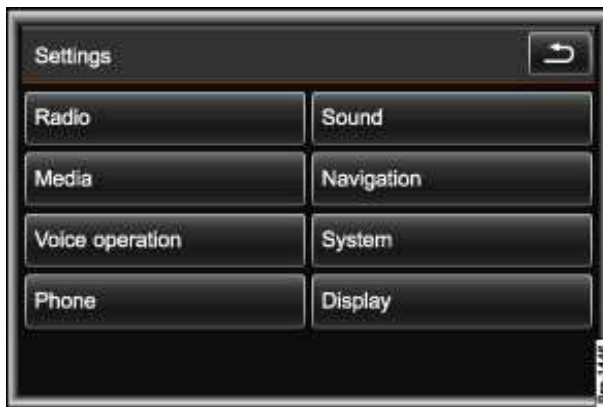 Settings
Radio
Sound
Media
Navigation
Voice operation
System
Phone
Display